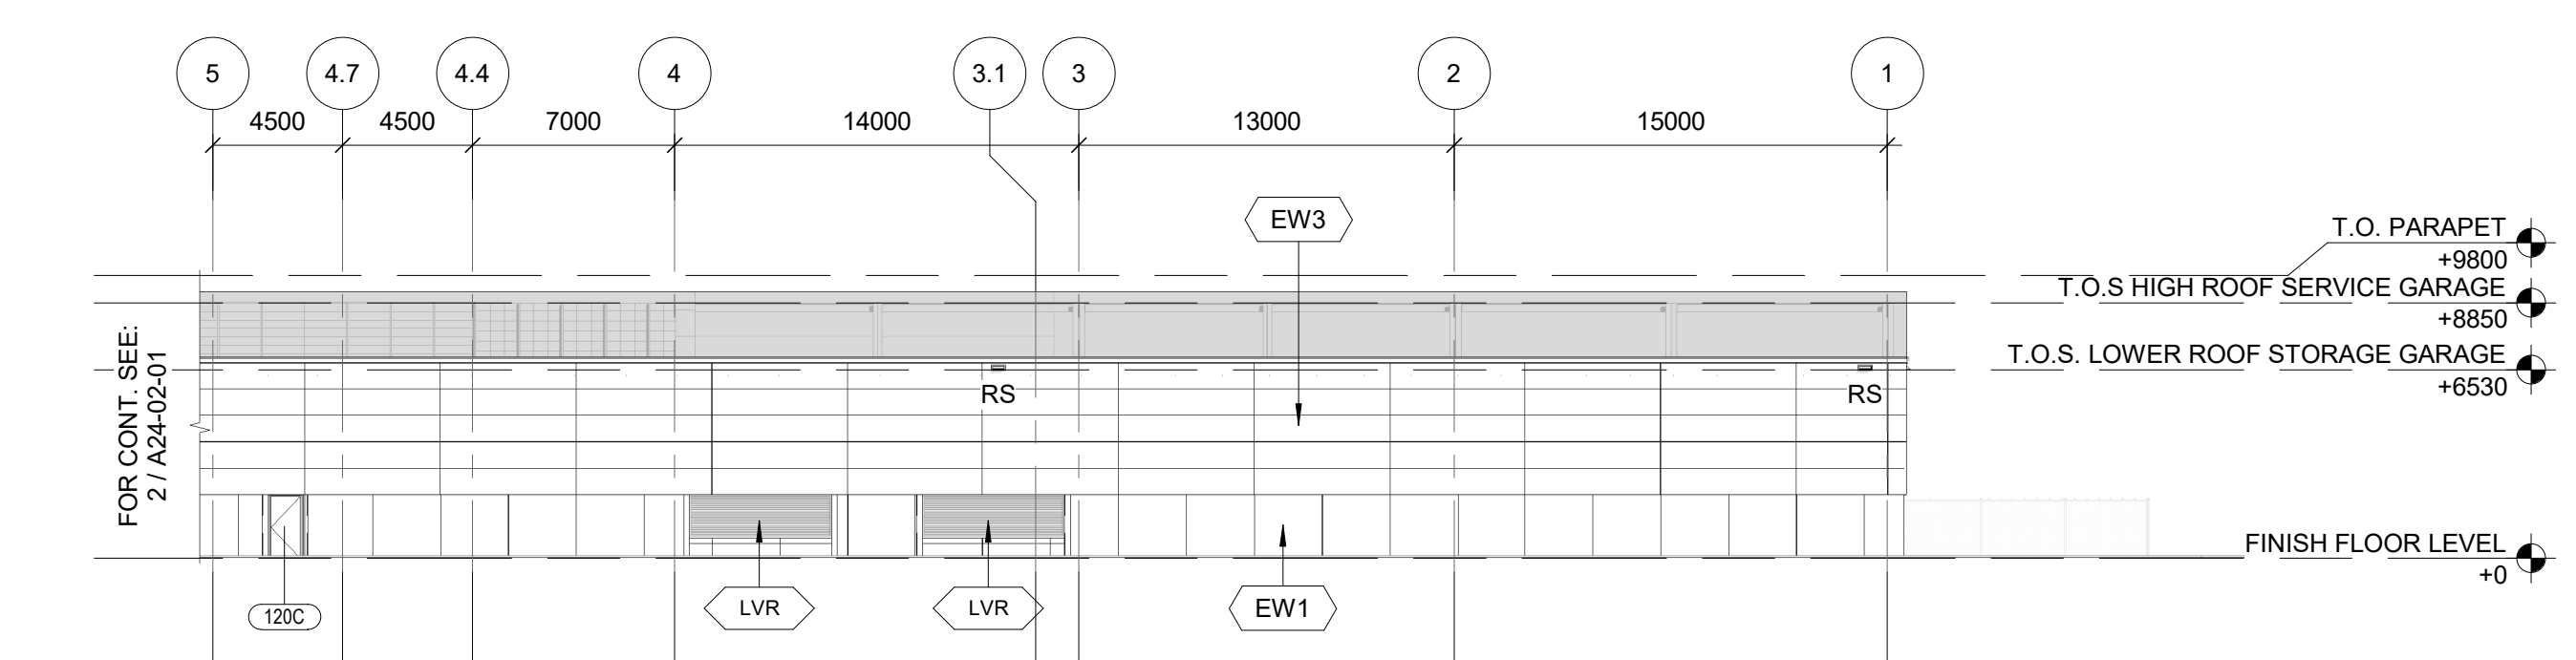 5 4.7 4.4 4 3.1 3 2 1
4500 4500 7000 14000 13000 15000
EW3
T.O. PARAPET
+9800
T.O.S HIGH ROOF SERVICE GARAGE
+8850
T.O.S. LOWER ROOF STORAGE GARAGE
+6530
FOR CONT. SEE:
2 / A24-02-01
RS RS
FINISH FLOOR LEVEL
+0
120C LVR LVR EW1